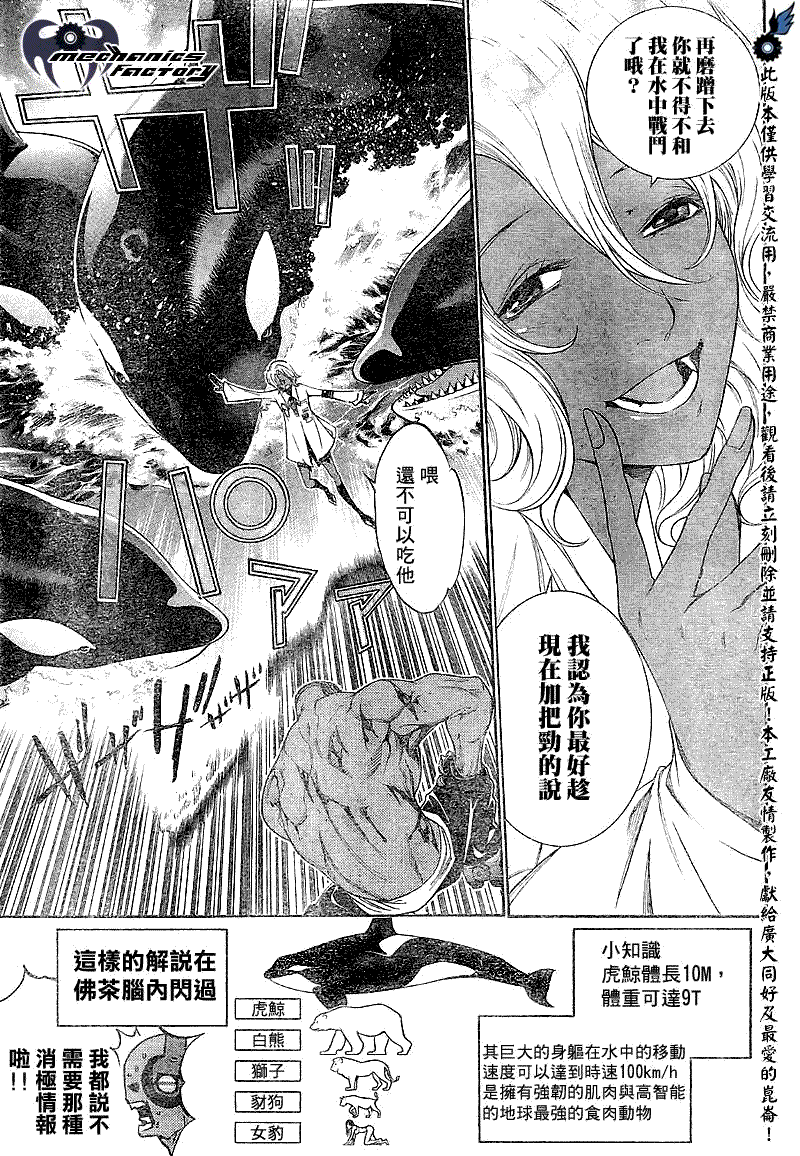 mechanics
factory
再磨蹭下去
你就不得不和
我在水中戰鬥
了哦？
喂
還不可以吃他
我認為你最好趁
現在加把勁的說
ザザ
パアア
小知識
虎鯨體長10M，
體重可達9T
其巨大的身軀在水中的移動
速度可以達到時速100km/h
是擁有強韌的肌肉與高智能
的地球最強的食肉動物
虎鯨
白熊
獅子
豺狗
女豹
這樣的解説在
佛茶腦內閃過
我都說不
需要那種
消極情報
啦!!
此版本僅供學習交流用，嚴禁商業用途，觀看後請立刻刪除並請支持正版！本工廠友情製作，獻給廣大同好及最愛的崑崙！